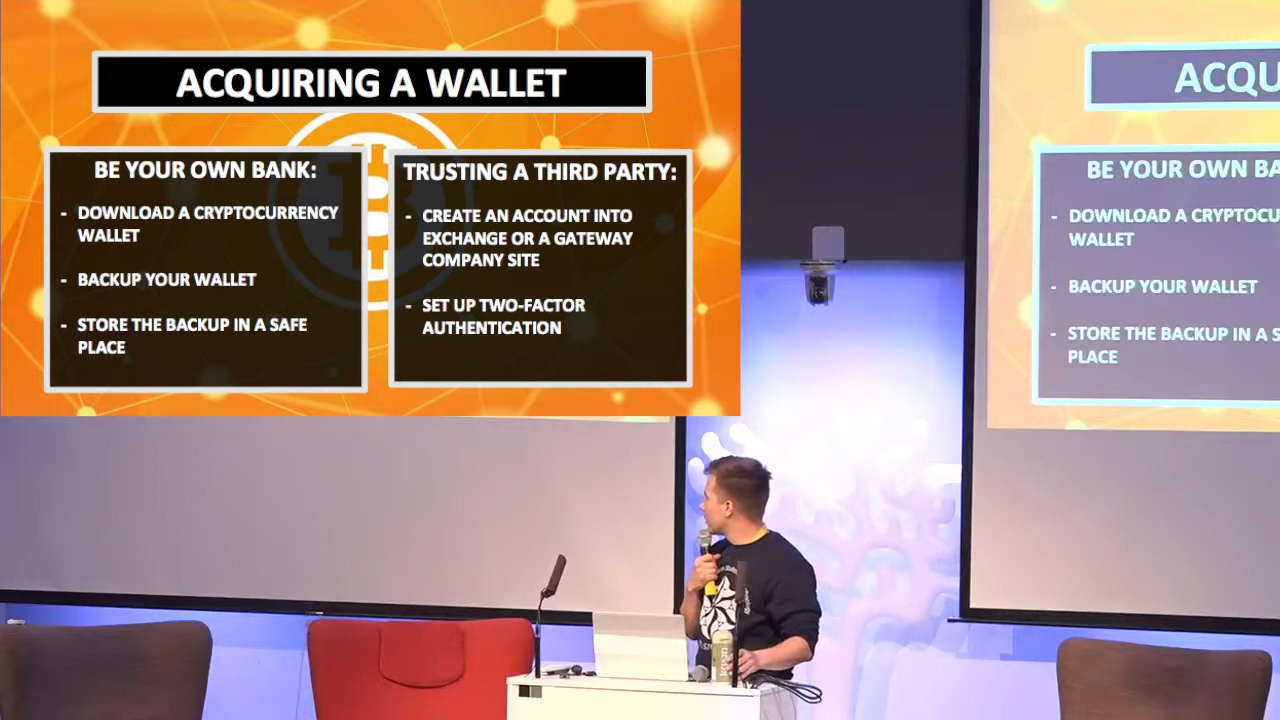 ACQUIRING A WALLET
BE YOUR OWN BANK:
- DOWNLOAD A CRYPTOCURRENCY
WALLET
- BACKUP YOUR WALLET
- STORE THE BACKUP IN A SAFE
PLACE
TRUSTING A THIRD PARTY:
- CREATE AN ACCOUNT INTO
EXCHANGE OR A GATEWAY
COMPANY SITE
- SET UP TWO-FACTOR
AUTHENTICATION
ACQU
BE YOUR OWN BA
- DOWNLOAD A CRYPTOCU
WALLET
- BACKUP YOUR WALLET
- STORE THE BACKUP IN A S
PLACE